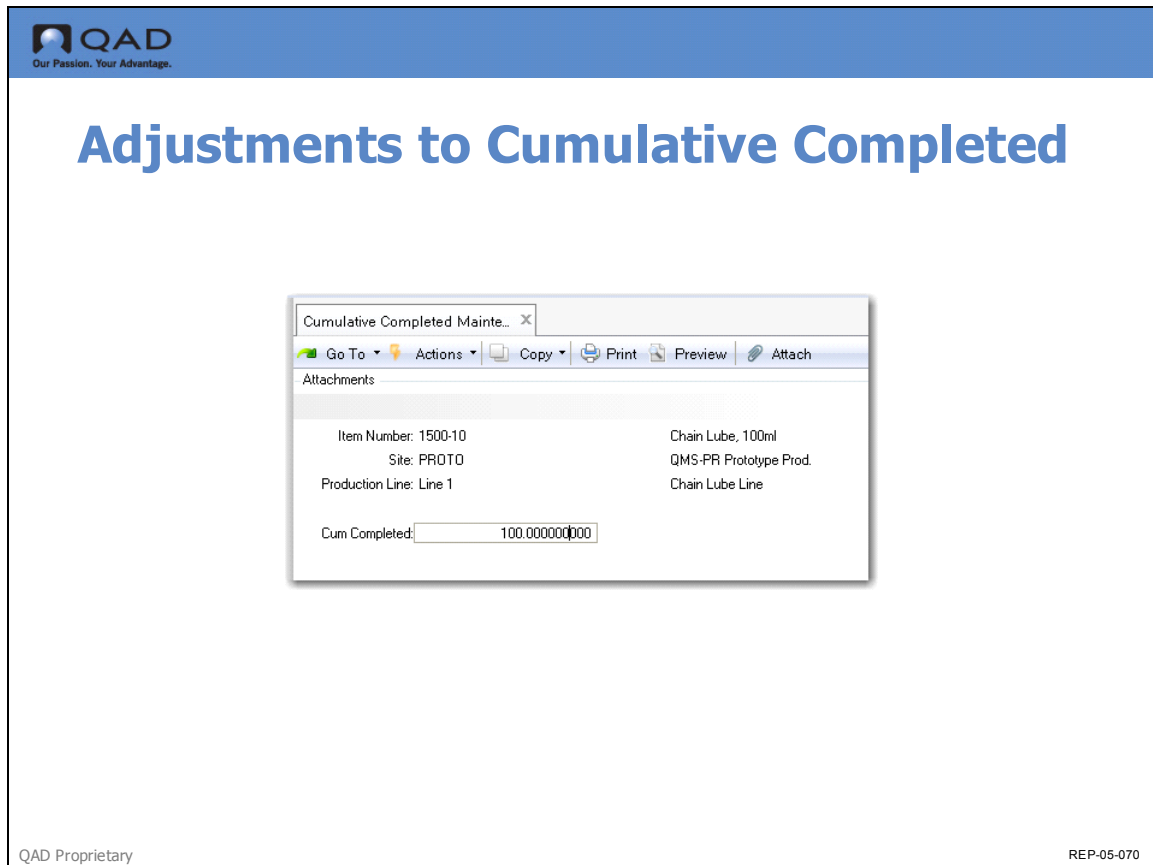 QAD
Our Passion. Your Advantage.
Adjustments to Cumulative Completed
Cumulative Completed Mainte...
Go To Actions Copy Print Preview Attach
Attachments
Item Number: 1500-10 Chain Lube, 100ml
Site: PROTO QMS-PR Prototype Prod.
Production Line: Line 1 Chain Lube Line
Cum Completed: 100.000000000
QAD Proprietary REP-05-070